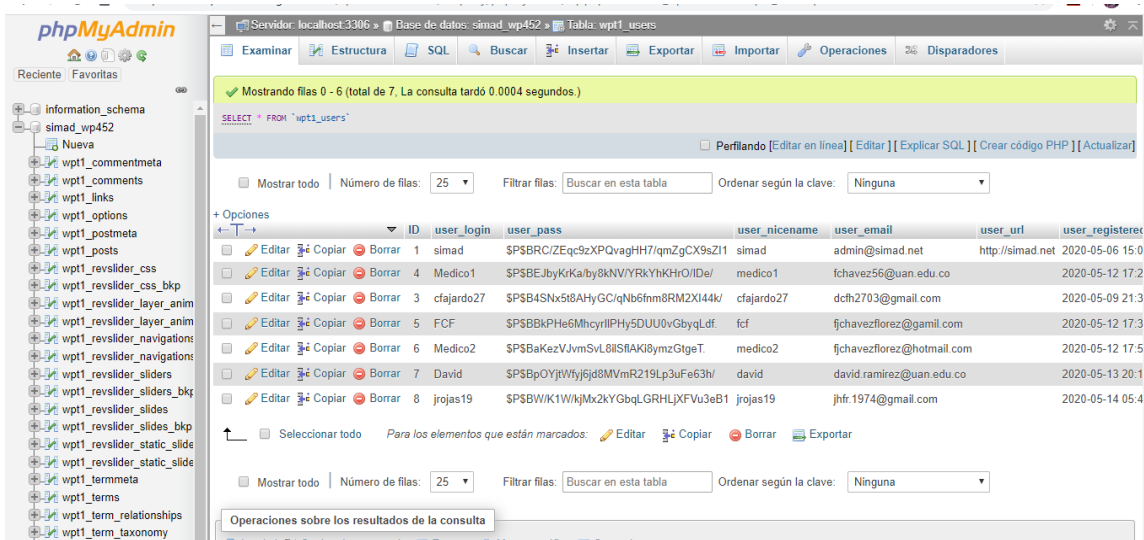 phpMyAdmin
Reciente Favoritas
information_schema
simad_wp452
Nueva
wpt1_commentmeta
wpt1_comments
wpt1_links
wpt1_options
wpt1_postmeta
wpt1_posts
wpt1_revslider_css
wpt1_revslider_css_bkp
wpt1_revslider_layer_anim
wpt1_revslider_layer_anim
wpt1_revslider_navigations
wpt1_revslider_navigations
wpt1_revslider_sliders
wpt1_revslider_sliders_bkp
wpt1_revslider_slides
wpt1_revslider_slides_bkp
wpt1_revslider_static_slide
wpt1_revslider_static_slide
wpt1_termmeta
wpt1_terms
wpt1_term_relationships
wpt1_term_taxonomy
Servidor: localhost:3306 » Base de datos: simad_wp452 » Tabla: wpt1_users
Examinar Estructura SQL Buscar Insertar Exportar Importar Operaciones Disparadores
Mostrando filas 0 - 6 (total de 7, La consulta tardó 0.0004 segundos.)
SELECT * FROM `wpt1_users`
Perfilando [Editar en línea] [ Editar ] [ Explicar SQL ] [ Crear código PHP ] [ Actualizar]
Mostrar todo | Número de filas: 25 Filtrar filas: Buscar en esta tabla Ordenar según la clave: Ninguna
+ Opciones
←T→ ID user_login user_pass user_nicename user_email user_url user_registered
Editar Copiar Borrar 1 simad $P$BRC/ZEqc9zXPQvagHH7/qmZgCX9sZI1 simad admin@simad.net http://simad.net 2020-05-06 15:0
Editar Copiar Borrar 4 Medico1 $P$BEJbyKrKa/by8kNV/YRkYhKHrO/IDe/ medico1 fchavez56@uan.edu.co 2020-05-12 17:2
Editar Copiar Borrar 3 cfajardo27 $P$B4SNx5t8AHyGC/qNb6fnm8RM2XI44k/ cfajardo27 dcfh2703@gmail.com 2020-05-09 21:3
Editar Copiar Borrar 5 FCF $P$BBkPHe6MhcyrIlPHy5DUU0vGbyqLdf. fcf fjchavezflorez@gamil.com 2020-05-12 17:3
Editar Copiar Borrar 6 Medico2 $P$BaKezVJvmSvL8ilSflAKi8ymzGtgeT. medico2 fjchavezflorez@hotmail.com 2020-05-12 17:5
Editar Copiar Borrar 7 David $P$BpOYjtWfyj6jd8MVmR219Lp3uFe63h/ david david.ramirez@uan.edu.co 2020-05-13 20:1
Editar Copiar Borrar 8 jrojas19 $P$BW/K1W/kjMx2kYGbqLGRHLjXFVu3eB1 jrojas19 jhfr.1974@gmail.com 2020-05-14 05:4
Seleccionar todo Para los elementos que están marcados: Editar Copiar Borrar Exportar
Mostrar todo | Número de filas: 25 Filtrar filas: Buscar en esta tabla Ordenar según la clave: Ninguna
Operaciones sobre los resultados de la consulta